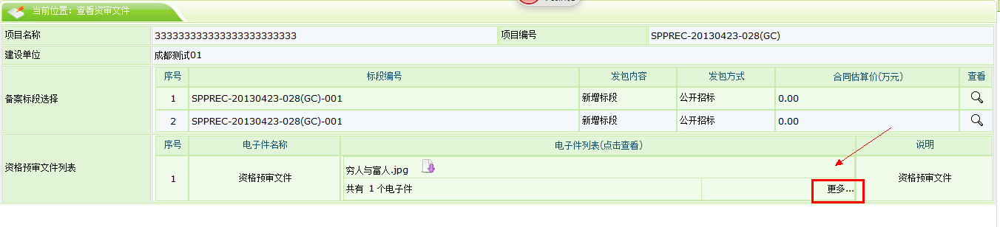 当前位置：查看资审文件
项目名称 333333333333333333333333 项目编号 SPPREC-20130423-028(GC)
建设单位 成都测试01
备案标段选择
序号 标段编号 发包内容 发包方式 合同估算价(万元) 查看
1 SPPREC-20130423-028(GC)-001 新增标段 公开招标 0.00
2 SPPREC-20130423-028(GC)-001 新增标段 公开招标 0.00
资格预审文件列表
序号 电子件名称 电子件列表(点击查看) 说明
1 资格预审文件 穷人与富人.jpg 资格预审文件
共有 1 个电子件 更多...